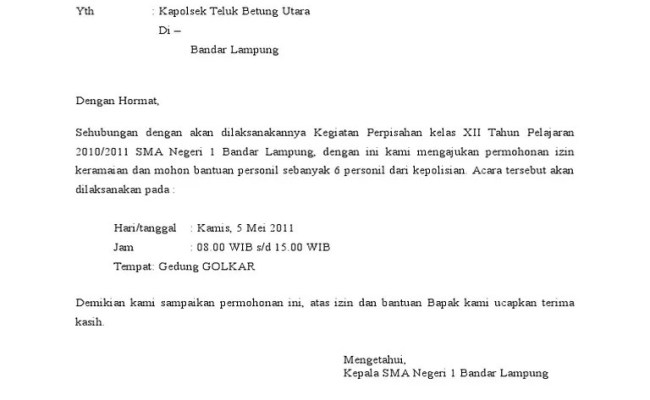 Yth : Kapolsek Teluk Betung Utara
Di –
Bandar Lampung
Dengan Hormat,
Sehubungan dengan akan dilaksanakannya Kegiatan Perpisahan kelas XII Tahun Pelajaran
2010/2011 SMA Negeri 1 Bandar Lampung, dengan ini kami mengajukan permohonan izin
keramaian dan mohon bantuan personil sebanyak 6 personil dari kepolisian. Acara tersebut akan
dilaksanakan pada :
Hari/tanggal : Kamis, 5 Mei 2011
Jam : 08.00 WIB s/d 15.00 WIB
Tempat: Gedung GOLKAR
Demikian kami sampaikan permohonan ini, atas izin dan bantuan Bapak kami ucapkan terima
kasih.
Mengetahui,
Kepala SMA Negeri 1 Bandar Lampung